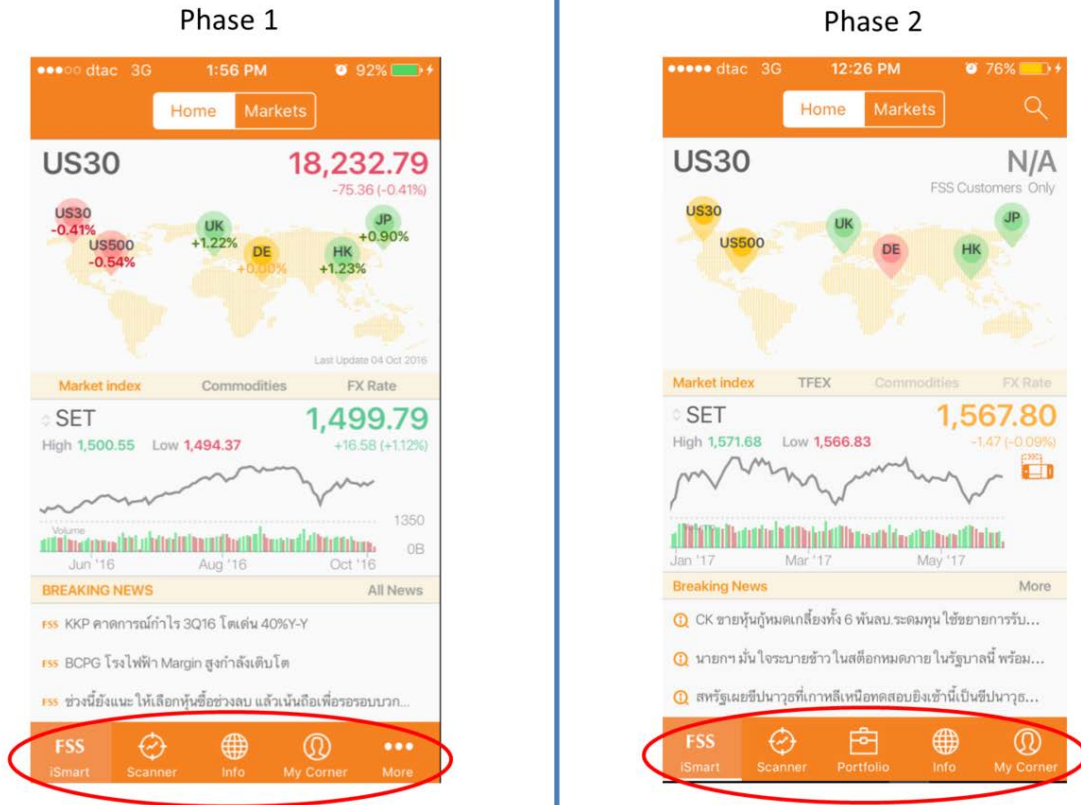 Phase 1
dtac 3G 1:56 PM 92%
Home Markets
US30 18,232.79
-75.36 (-0.41%)
US30
-0.41%
US500
-0.54%
UK
+1.22%
DE
+0.00%
HK
+1.23%
JP
+0.90%
Last Update 04 Oct 2016
Market index Commodities FX Rate
SET 1,499.79
High 1,500.55 Low 1,494.37 +16.58 (+1.12%)
1350
Volume
0B
Jun '16 Aug '16 Oct '16
BREAKING NEWS All News
FSS KKP คาดการณ์กำไร 3Q16 โตเด่น 40%Y-Y
FSS BCPG โรงไฟฟ้า Margin สูงกำลังเติบโต
FSS ช่วงนี้ยังแนะให้เลือกหุ้นซื้อช่วงลบ แล้วเน้นถือเพื่อรอรอบบวก...
FSS
iSmart Scanner Info My Corner More
Phase 2
dtac 3G 12:26 PM 76%
Home Markets
US30 N/A
FSS Customers Only
US30
US500
UK
DE
HK
JP
Market index TFEX Commodities FX Rate
SET 1,567.80
High 1,571.68 Low 1,566.83 -1.47 (-0.09%)
Jan '17 Mar '17 May '17
Breaking News More
CK ขายหุ้นกู้หมดเกลี้ยงทั้ง 6 พันลบ.ระดมทุน ใช้ขยายการรับ...
นายกฯ มั่นใจระบายข้าวในสต็อกหมดภายในรัฐบาลนี้ พร้อม...
สหรัฐเผยขีปนาวุธที่เกาหลีเหนือทดสอบยิงเช้านี้เป็นขีปนาวุธ...
FSS
iSmart Scanner Portfolio Info My Corner